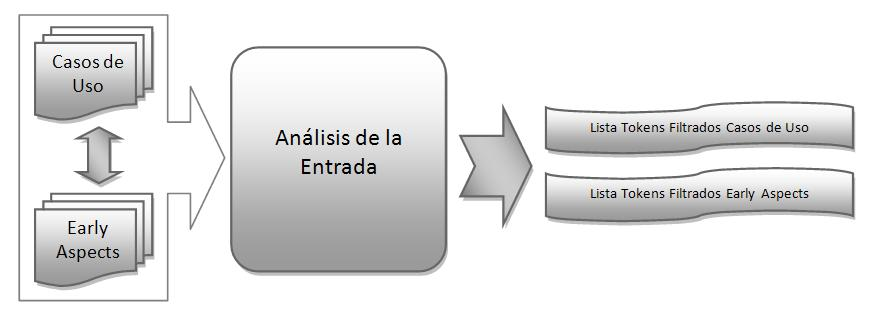 Casos de
Uso
Early
Aspects
Análisis de la
Entrada
Lista Tokens Filtrados Casos de Uso
Lista Tokens Filtrados Early Aspects